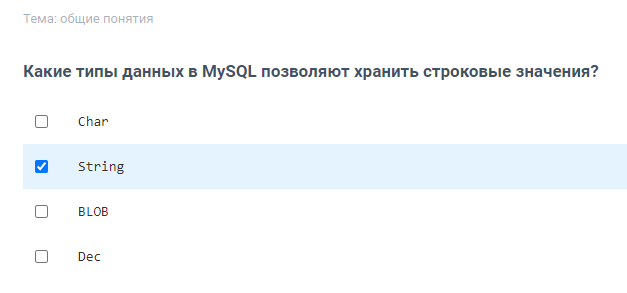 Тема: общие понятия
Какие типы данных в MySQL позволяют хранить строковые значения?
Char
String
BLOB
Dec